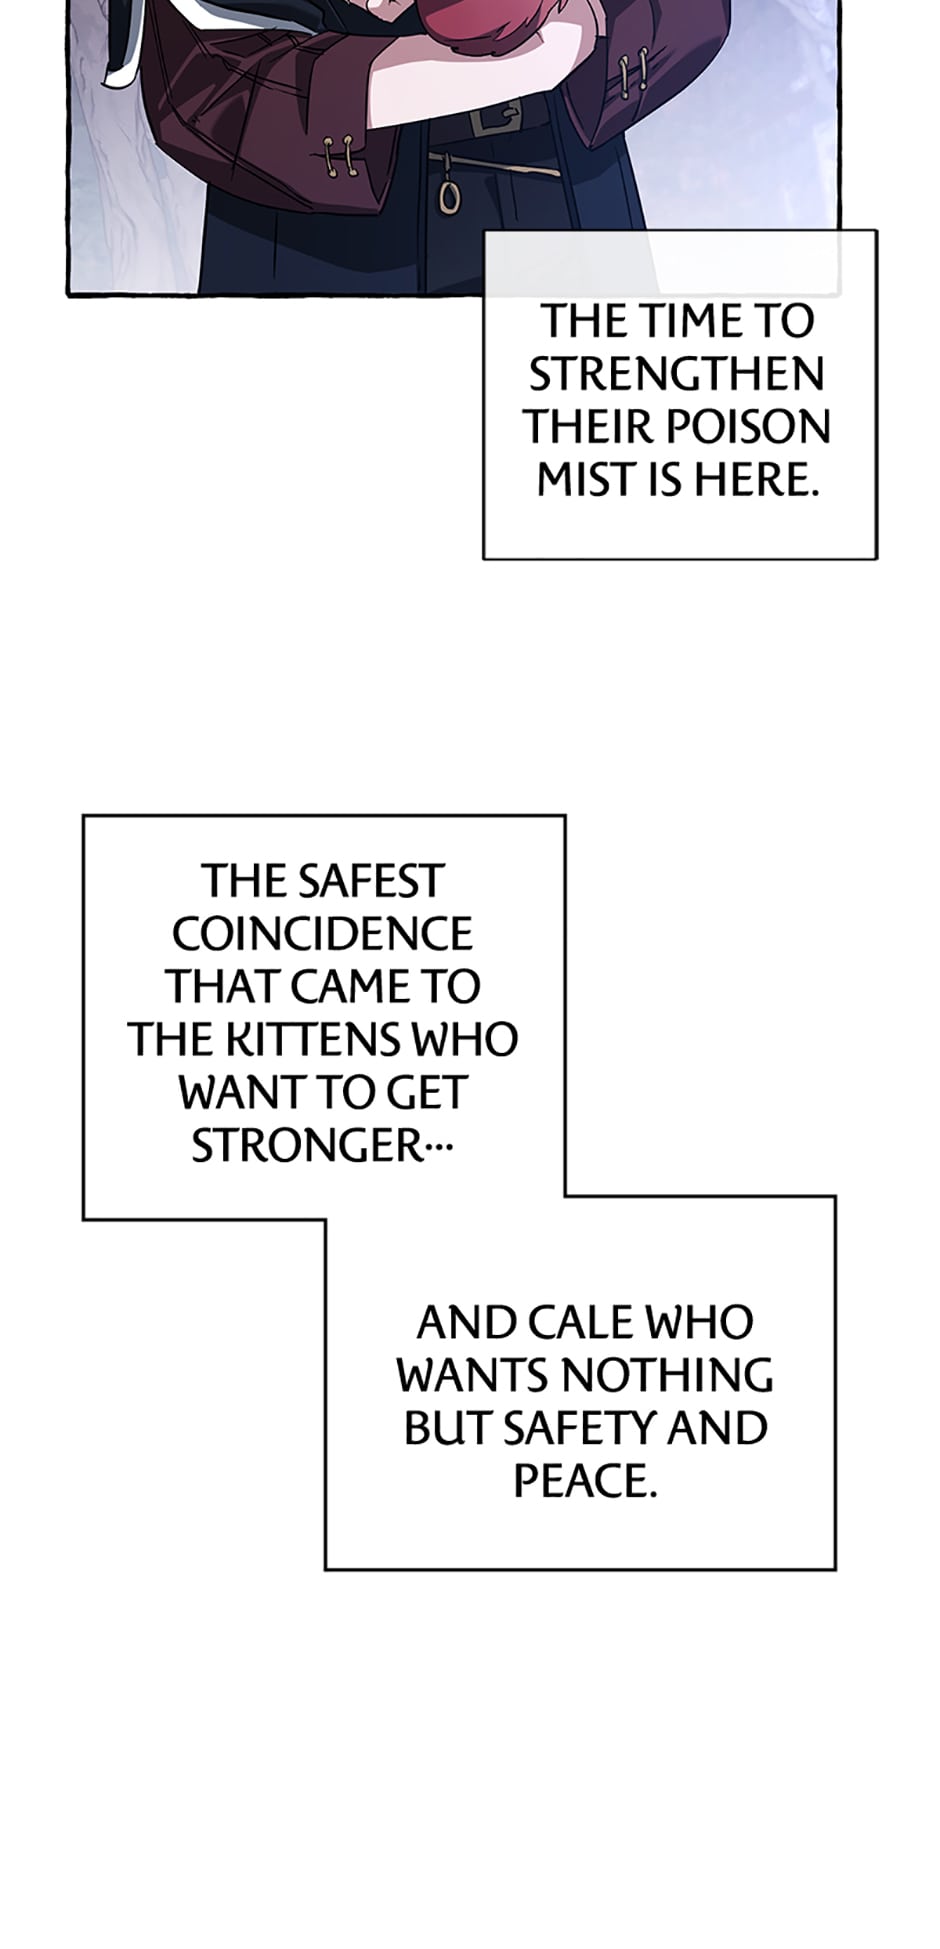 THE TIME TO
STRENGTHEN
THEIR POISON
MIST IS HERE.
THE SAFEST
COINCIDENCE
THAT CAME TO
THE KITTENS WHO
WANT TO GET
STRONGER…
AND CALE WHO
WANTS NOTHING
BUT SAFETY AND
PEACE.